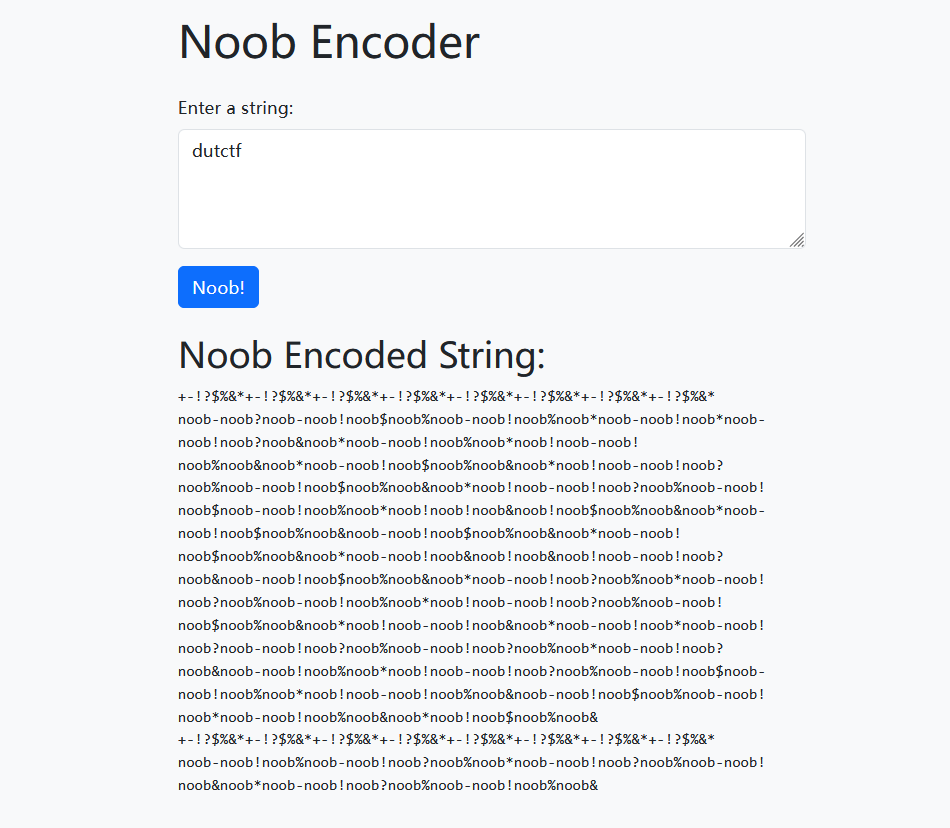 Noob Encoder
Enter a string:
dutctf
Noob!
Noob Encoded String:
+-!?$%&*+-!?$%&*+-!?$%&*+-!?$%&*+-!?$%&*+-!?$%&*+-!?$%&*+-!?$%&*
noob-noob?noob-noob!noob$noob%noob-noob!noob%noob*noob-noob!noob*noob-
noob!noob?noob&noob*noob-noob!noob%noob*noob!noob-noob!
noob%noob&noob*noob-noob!noob$noob%noob&noob*noob!noob-noob!noob?
noob%noob-noob!noob$noob%noob&noob*noob!noob-noob!noob?noob%noob-noob!
noob$noob-noob!noob%noob*noob!noob!noob&noob!noob$noob%noob&noob*noob-
noob!noob$noob%noob&noob-noob!noob$noob%noob&noob*noob-noob!
noob$noob%noob&noob*noob-noob!noob&noob!noob&noob!noob-noob!noob?
noob&noob-noob!noob$noob%noob&noob*noob-noob!noob?noob%noob*noob-noob!
noob?noob%noob-noob!noob%noob*noob!noob-noob!noob?noob%noob-noob!
noob$noob%noob&noob*noob!noob-noob!noob&noob*noob-noob!noob*noob-noob!
noob?noob-noob!noob?noob%noob-noob!noob?noob%noob*noob-noob!noob?
noob&noob-noob!noob%noob*noob!noob-noob!noob?noob%noob-noob!noob$noob-
noob!noob%noob*noob!noob-noob!noob%noob&noob-noob!noob$noob%noob-noob!
noob*noob-noob!noob%noob&noob*noob!noob$noob%noob&
+-!?$%&*+-!?$%&*+-!?$%&*+-!?$%&*+-!?$%&*+-!?$%&*+-!?$%&*+-!?$%&*
noob-noob!noob%noob-noob!noob?noob%noob*noob-noob!noob?noob%noob-noob!
noob&noob*noob-noob!noob?noob%noob-noob!noob%noob&